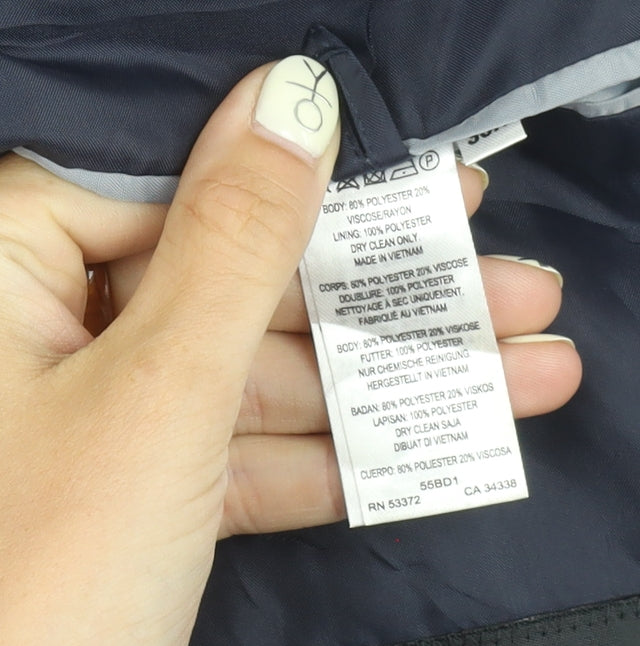 BODY: 80% POLYESTER 20%
VISCOSE/RAYON
LINING: 100% POLYESTER
DRY CLEAN ONLY
MADE IN VIETNAM
CORPS: 80% POLYESTER 20% VISCOSE
DOUBLURE: 100% POLYESTER
NETTOYAGE À SEC UNIQUEMENT.
FABRIQUÉ AU VIETNAM
BODY: 80% POLYESTER 20% VISKOSE
FUTTER: 100% POLYESTER
NUR CHEMISCHE REINIGUNG
HERGESTELLT IN VIETNAM
BADAN: 80% POLYESTER 20% VISKOS
LAPISAN: 100% POLYESTER
DRY CLEAN SAJA
DIBUAT DI VIETNAM
CUERPO: 80% POLIESTER 20% VISCOSA
55BD1
RN 53372 CA 34338